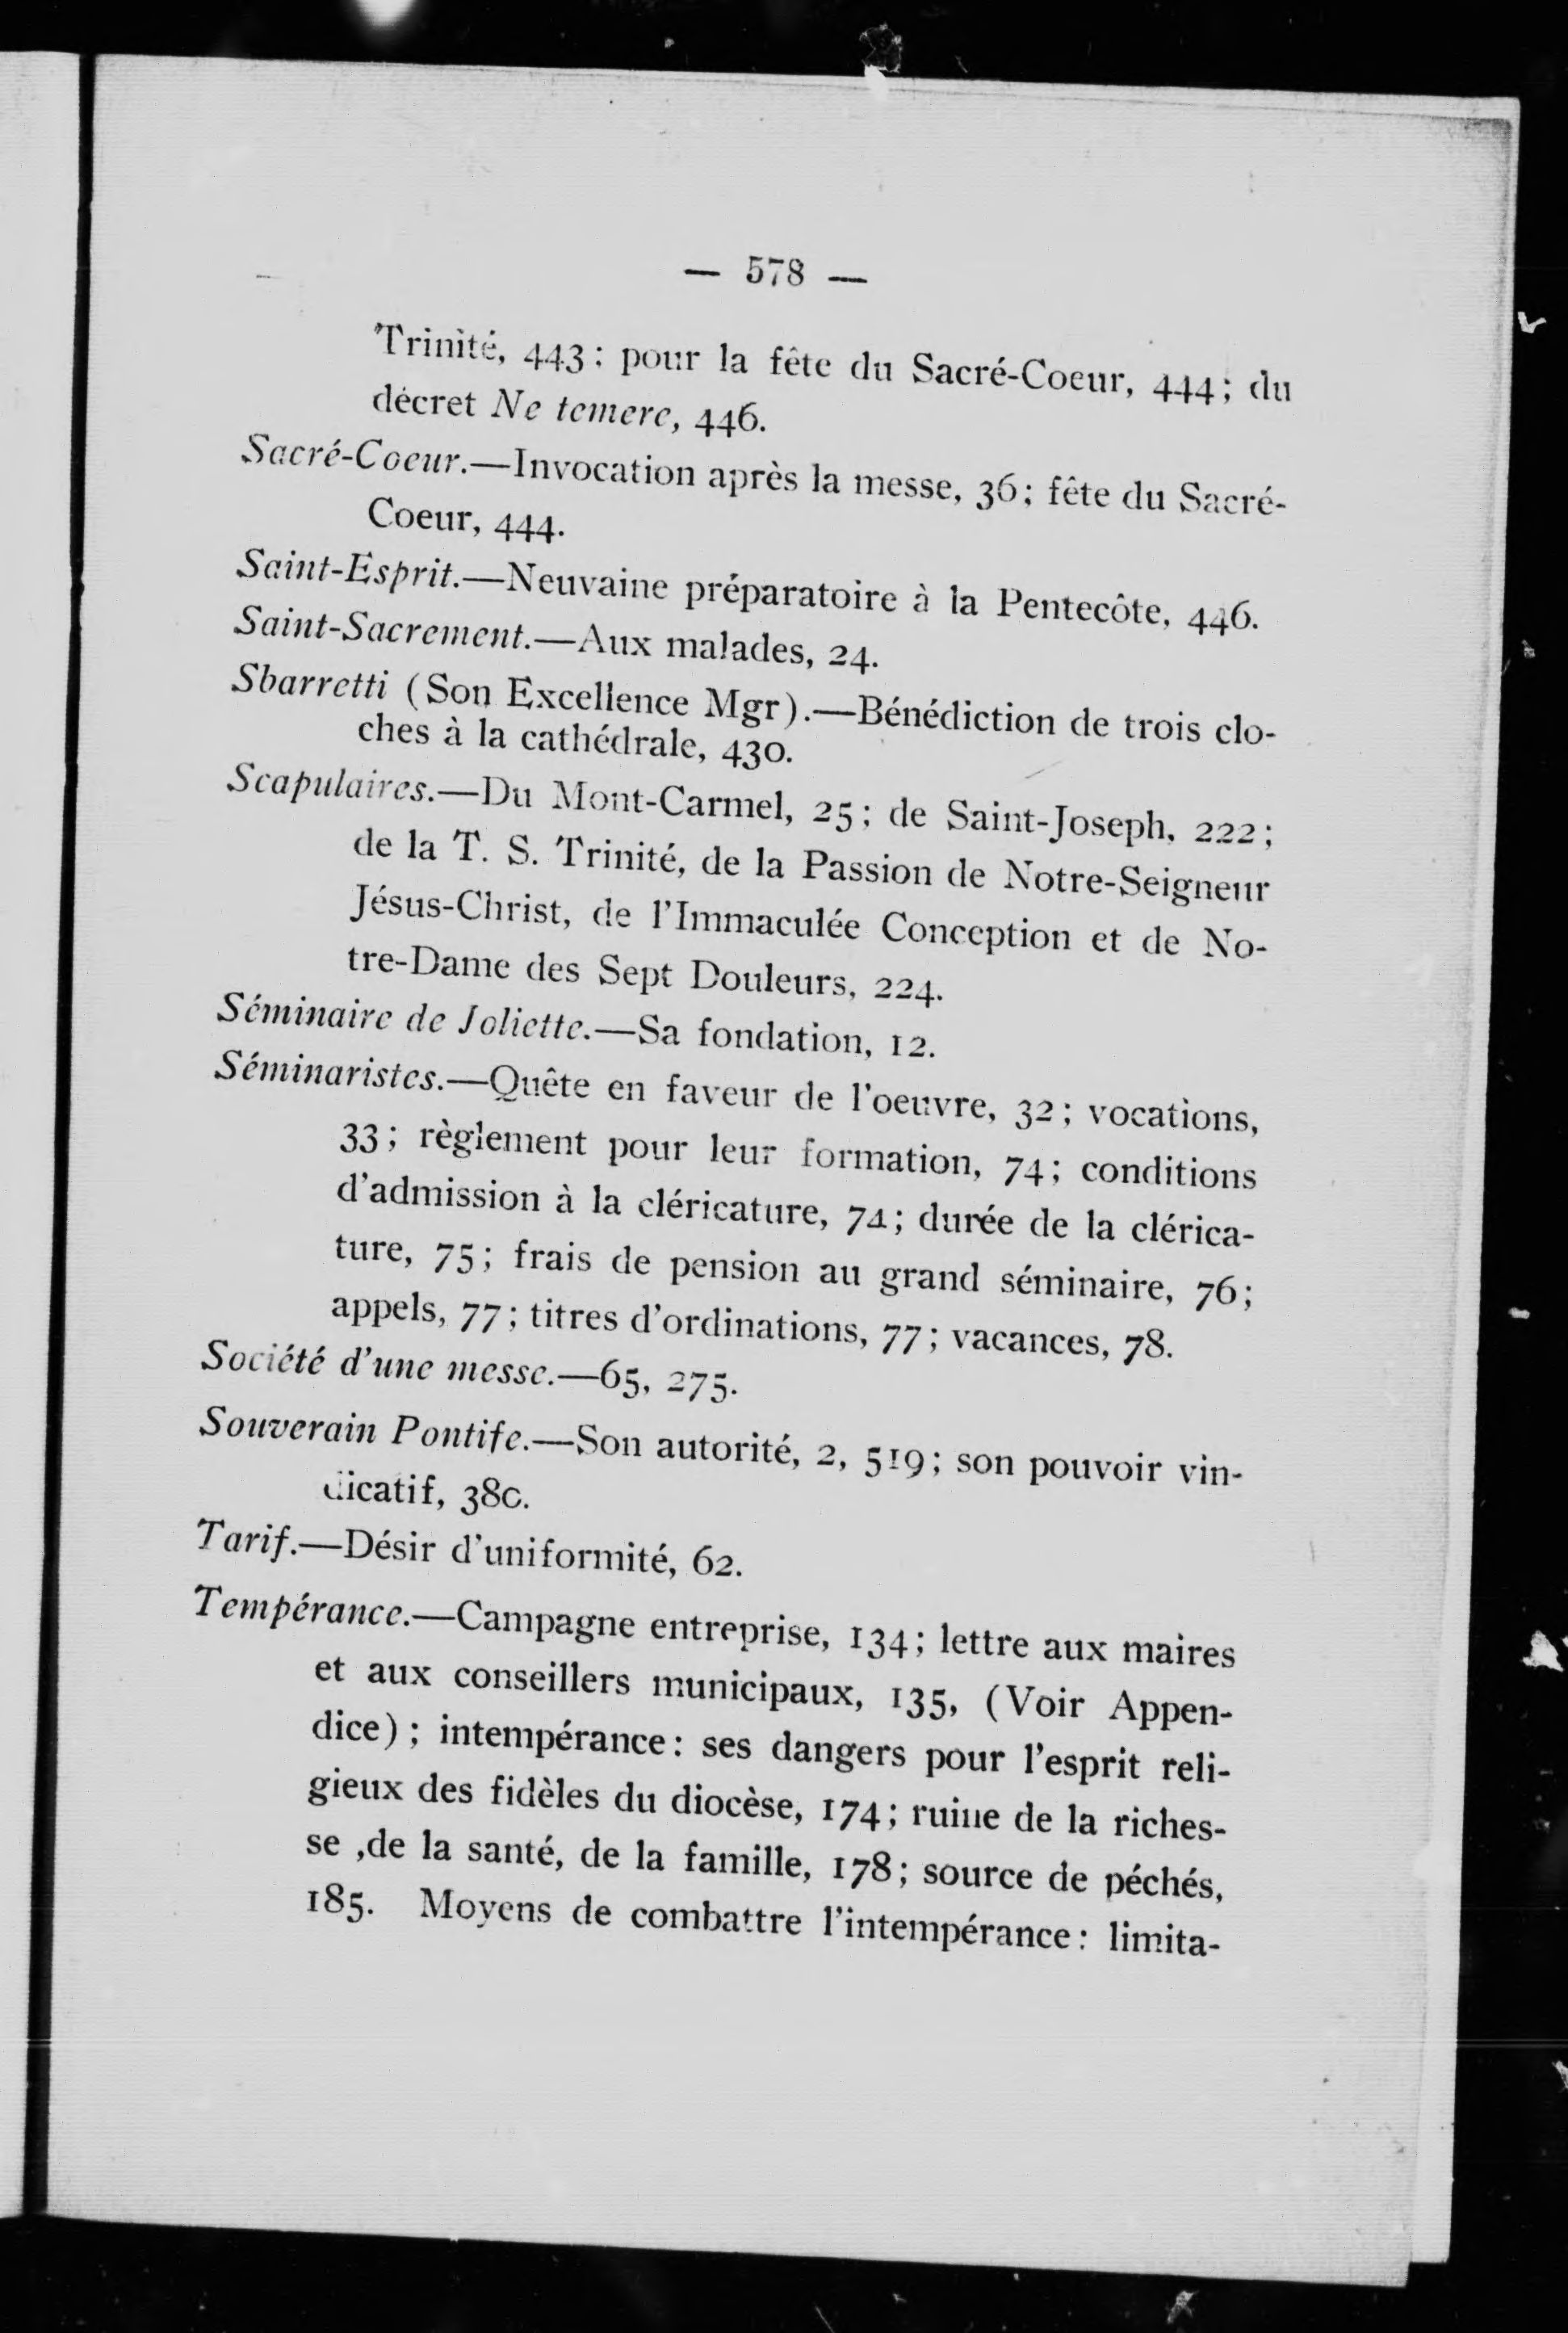 — 578 —
Trinité, 443; pour la fête du Sacré-Coeur, 444; du
décret Ne temere, 446.
Sacré-Coeur.—Invocation après la messe, 36; fête du Sacré-
Coeur, 444.
Saint-Esprit.—Neuvaine préparatoire à la Pentecôte, 446.
Saint-Sacrement.—Aux malades, 24.
Sbarretti (Son Excellence Mgr).—Bénédiction de trois clo-
ches à la cathédrale, 430.
Scapulaires.—Du Mont-Carmel, 25; de Saint-Joseph, 222;
de la T. S. Trinité, de la Passion de Notre-Seigneur
Jésus-Christ, de l'Immaculée Conception et de No-
tre-Dame des Sept Douleurs, 224.
Séminaire de Joliette.—Sa fondation, 12.
Séminaristes.—Quête en faveur de l'oeuvre, 32; vocations,
33; règlement pour leur formation, 74; conditions
d'admission à la cléricature, 74; durée de la clérica-
ture, 75; frais de pension au grand séminaire, 76;
appels, 77; titres d'ordinations, 77; vacances, 78.
Société d'une messe.—65, 275.
Souverain Pontife.—Son autorité, 2, 519; son pouvoir vin-
dicatif, 380.
Tarif.—Désir d'uniformité, 62.
Tempérance.—Campagne entreprise, 134; lettre aux maires
et aux conseillers municipaux, 135, (Voir Appen-
dice); intempérance: ses dangers pour l'esprit reli-
gieux des fidèles du diocèse, 174; ruine de la riches-
se ,de la santé, de la famille, 178; source de péchés,
185. Moyens de combattre l'intempérance: limita-